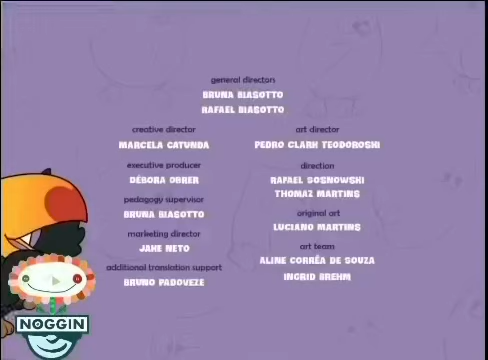 general directors
BRUNA BIASOTTO
RAFAEL BIASOTTO
creative director
MARCELA CATUNDA
executive producer
DÉBORA OBRER
pedagogy supervisor
BRUNA BIASOTTO
marketing director
JAKE NETO
additional translation support
BRUNO PADOVEZE
art director
PEDRO CLARK TEODOROSKI
direction
RAFAEL SOSNOWSKI
THOMAZ MARTINS
original art
LUCIANO MARTINS
art team
ALINE CORRÊA DE SOUZA
INGRID BREHM
NOGGIN